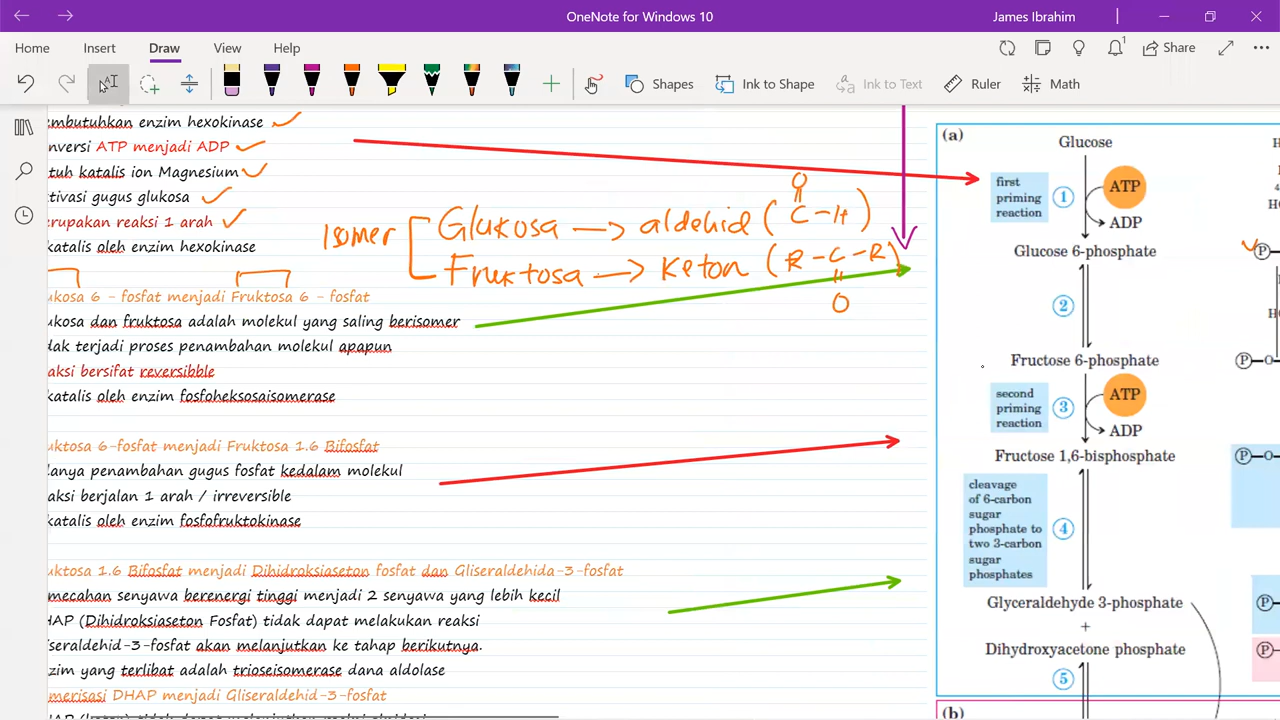 OneNote for Windows 10
James Ibrahim
Home Insert Draw View Help
Share
Shapes
Ink to Shape
Ink to Text
Ruler
Math
mbutuhkan enzim hexokinase
nversi ATP menjadi ADP
tuh katalis ion Magnesium
tivasi gugus glukosa
erupakan reaksi 1 arah
katalis oleh enzim hexokinase
Isomer
Glukosa → aldehid (
O
C - H )
Fruktosa → Keton (R - C - R)
O
ukosa 6 - fosfat menjadi Fruktosa 6 - fosfat
ukosa dan fruktosa adalah molekul yang saling berisomer
dak terjadi proses penambahan molekul apapun
aksi bersifat reversibble
katalis oleh enzim fosfoheksosaisomerase
uktosa 6-fosfat menjadi Fruktosa 1.6 Bifosfat
danya penambahan gugus fosfat kedalam molekul
aksi berjalan 1 arah / irreversible
katalis oleh enzim fosfofruktokinase
uktosa 1.6 Bifosfat menjadi Dihidroksiaseton fosfat dan Gliseraldehida-3-fosfat
mecahan senyawa berenergi tinggi menjadi 2 senyawa yang lebih kecil
HAP (Dihidroksiaseton Fosfat) tidak dapat melakukan reaksi
iseraldehid-3-fosfat akan melanjutkan ke tahap berikutnya.
zim yang terlibat adalah trioseisomerase dana aldolase
merisasi DHAP menjadi Gliseraldehid-3-fosfat
(a)
Glucose
first
priming
reaction
1
ATP
ADP
Glucose 6-phosphate
2
Fructose 6-phosphate
second
priming
reaction
3
ATP
ADP
Fructose 1,6-bisphosphate
cleavage
of 6-carbon
sugar
phosphate to
two 3-carbon
sugar
phosphates
4
Glyceraldehyde 3-phosphate
+
Dihydroxyacetone phosphate
5
(b)
P
P—O
P—O
P